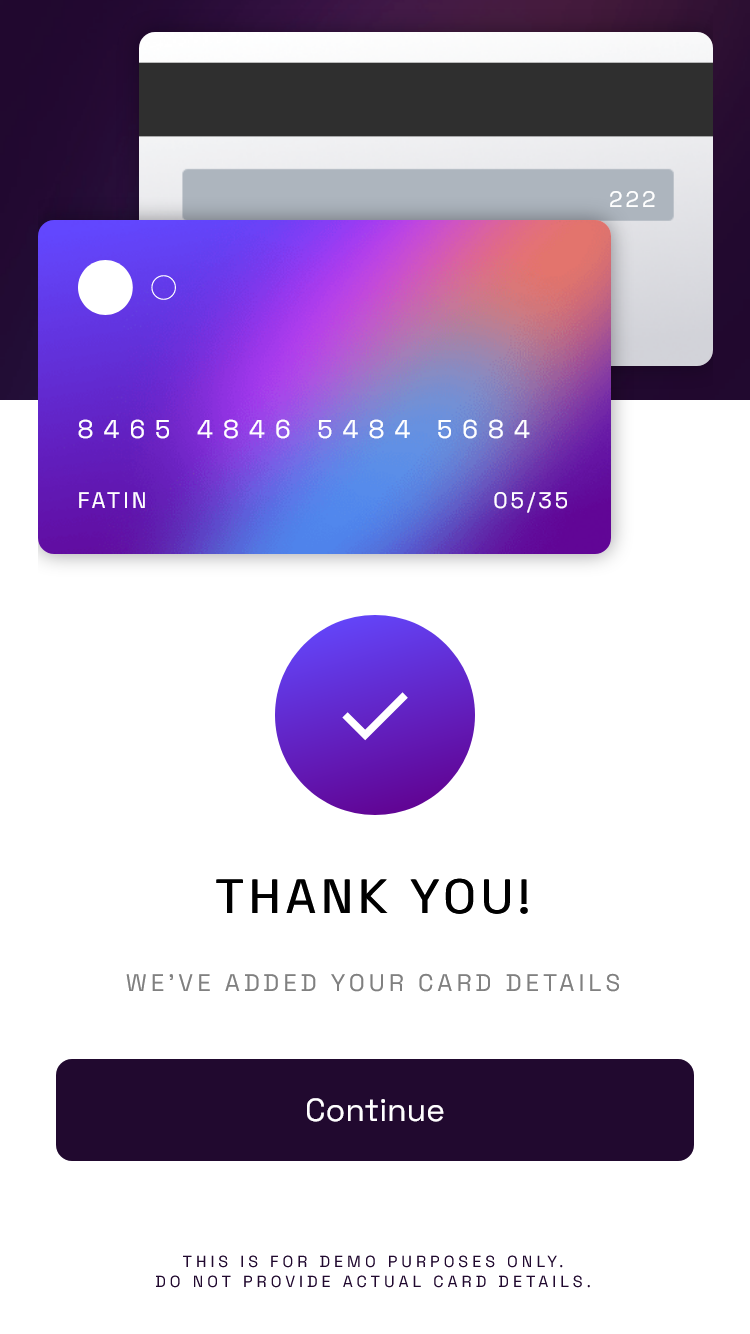 222
8465 4846 5484 5684
FATIN 05/35
THANK YOU!
WE'VE ADDED YOUR CARD DETAILS
Continue
THIS IS FOR DEMO PURPOSES ONLY.
DO NOT PROVIDE ACTUAL CARD DETAILS.